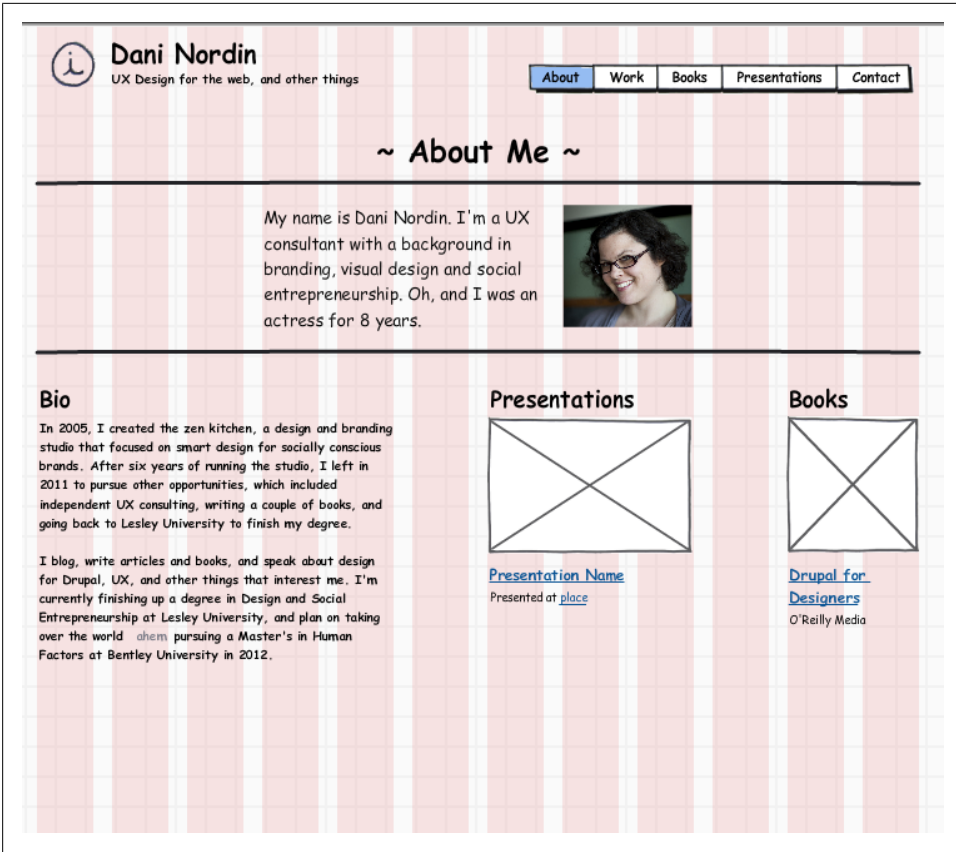 i
Dani Nordin
UX Design for the web, and other things
About Work Books Presentations Contact
~ About Me ~
My name is Dani Nordin. I'm a UX
consultant with a background in
branding, visual design and social
entrepreneurship. Oh, and I was an
actress for 8 years.
Bio
In 2005, I created the zen kitchen, a design and branding
studio that focused on smart design for socially conscious
brands. After six years of running the studio, I left in
2011 to pursue other opportunities, which included
independent UX consulting, writing a couple of books, and
going back to Lesley University to finish my degree.
I blog, write articles and books, and speak about design
for Drupal, UX, and other things that interest me. I'm
currently finishing up a degree in Design and Social
Entrepreneurship at Lesley University, and plan on taking
over the world ahem pursuing a Master's in Human
Factors at Bentley University in 2012.
Presentations
Presentation Name
Presented at place
Books
Drupal for
Designers
O'Reilly Media